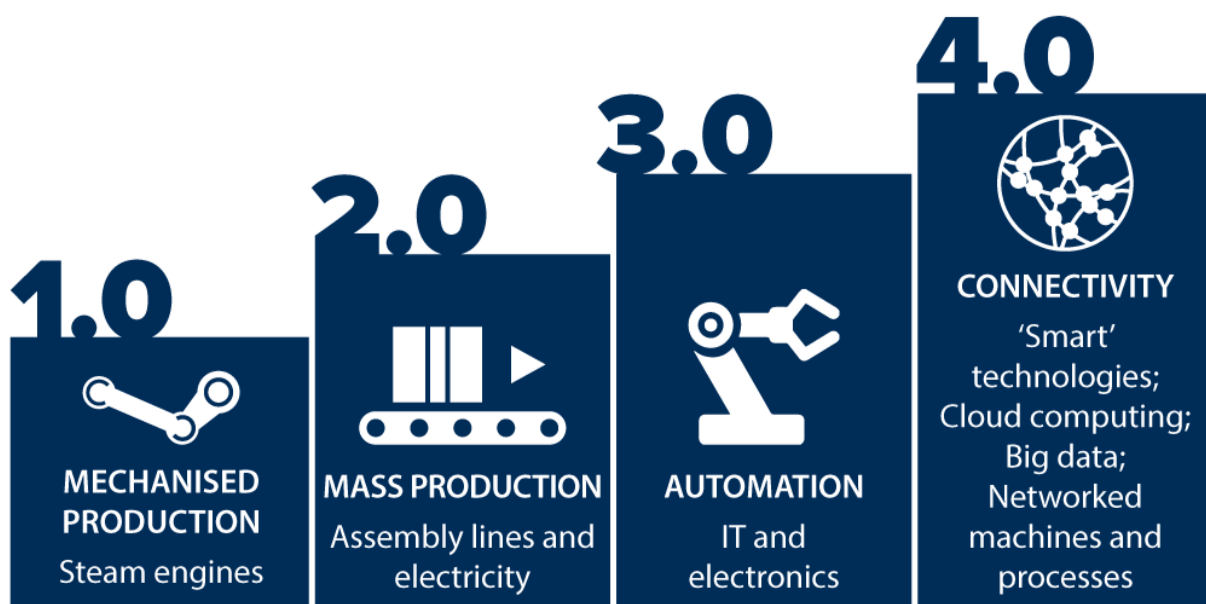 1.0
MECHANISED
PRODUCTION
Steam engines
2.0
MASS PRODUCTION
Assembly lines and
electricity
3.0
AUTOMATION
IT and
electronics
4.0
CONNECTIVITY
‘Smart’
technologies;
Cloud computing;
Big data;
Networked
machines and
processes